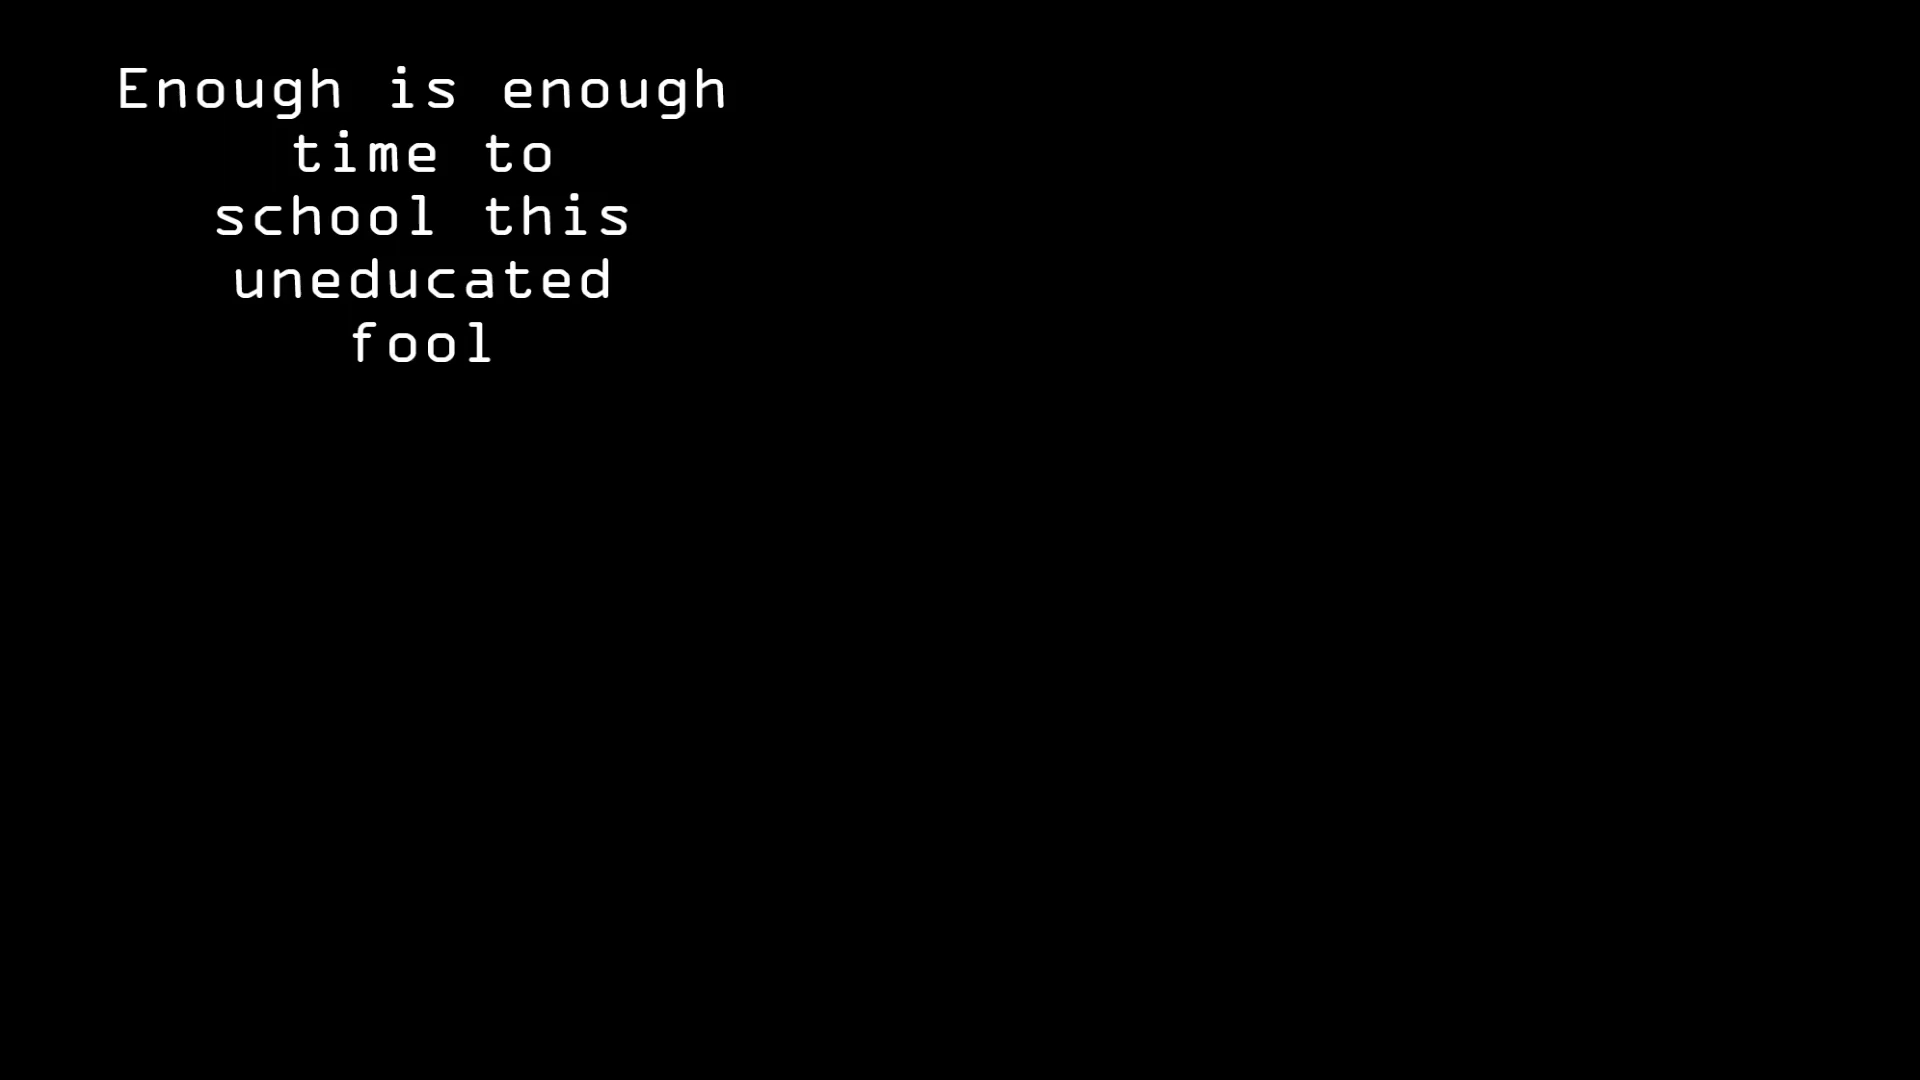 Enough is enough
time to
school this
uneducated
fool